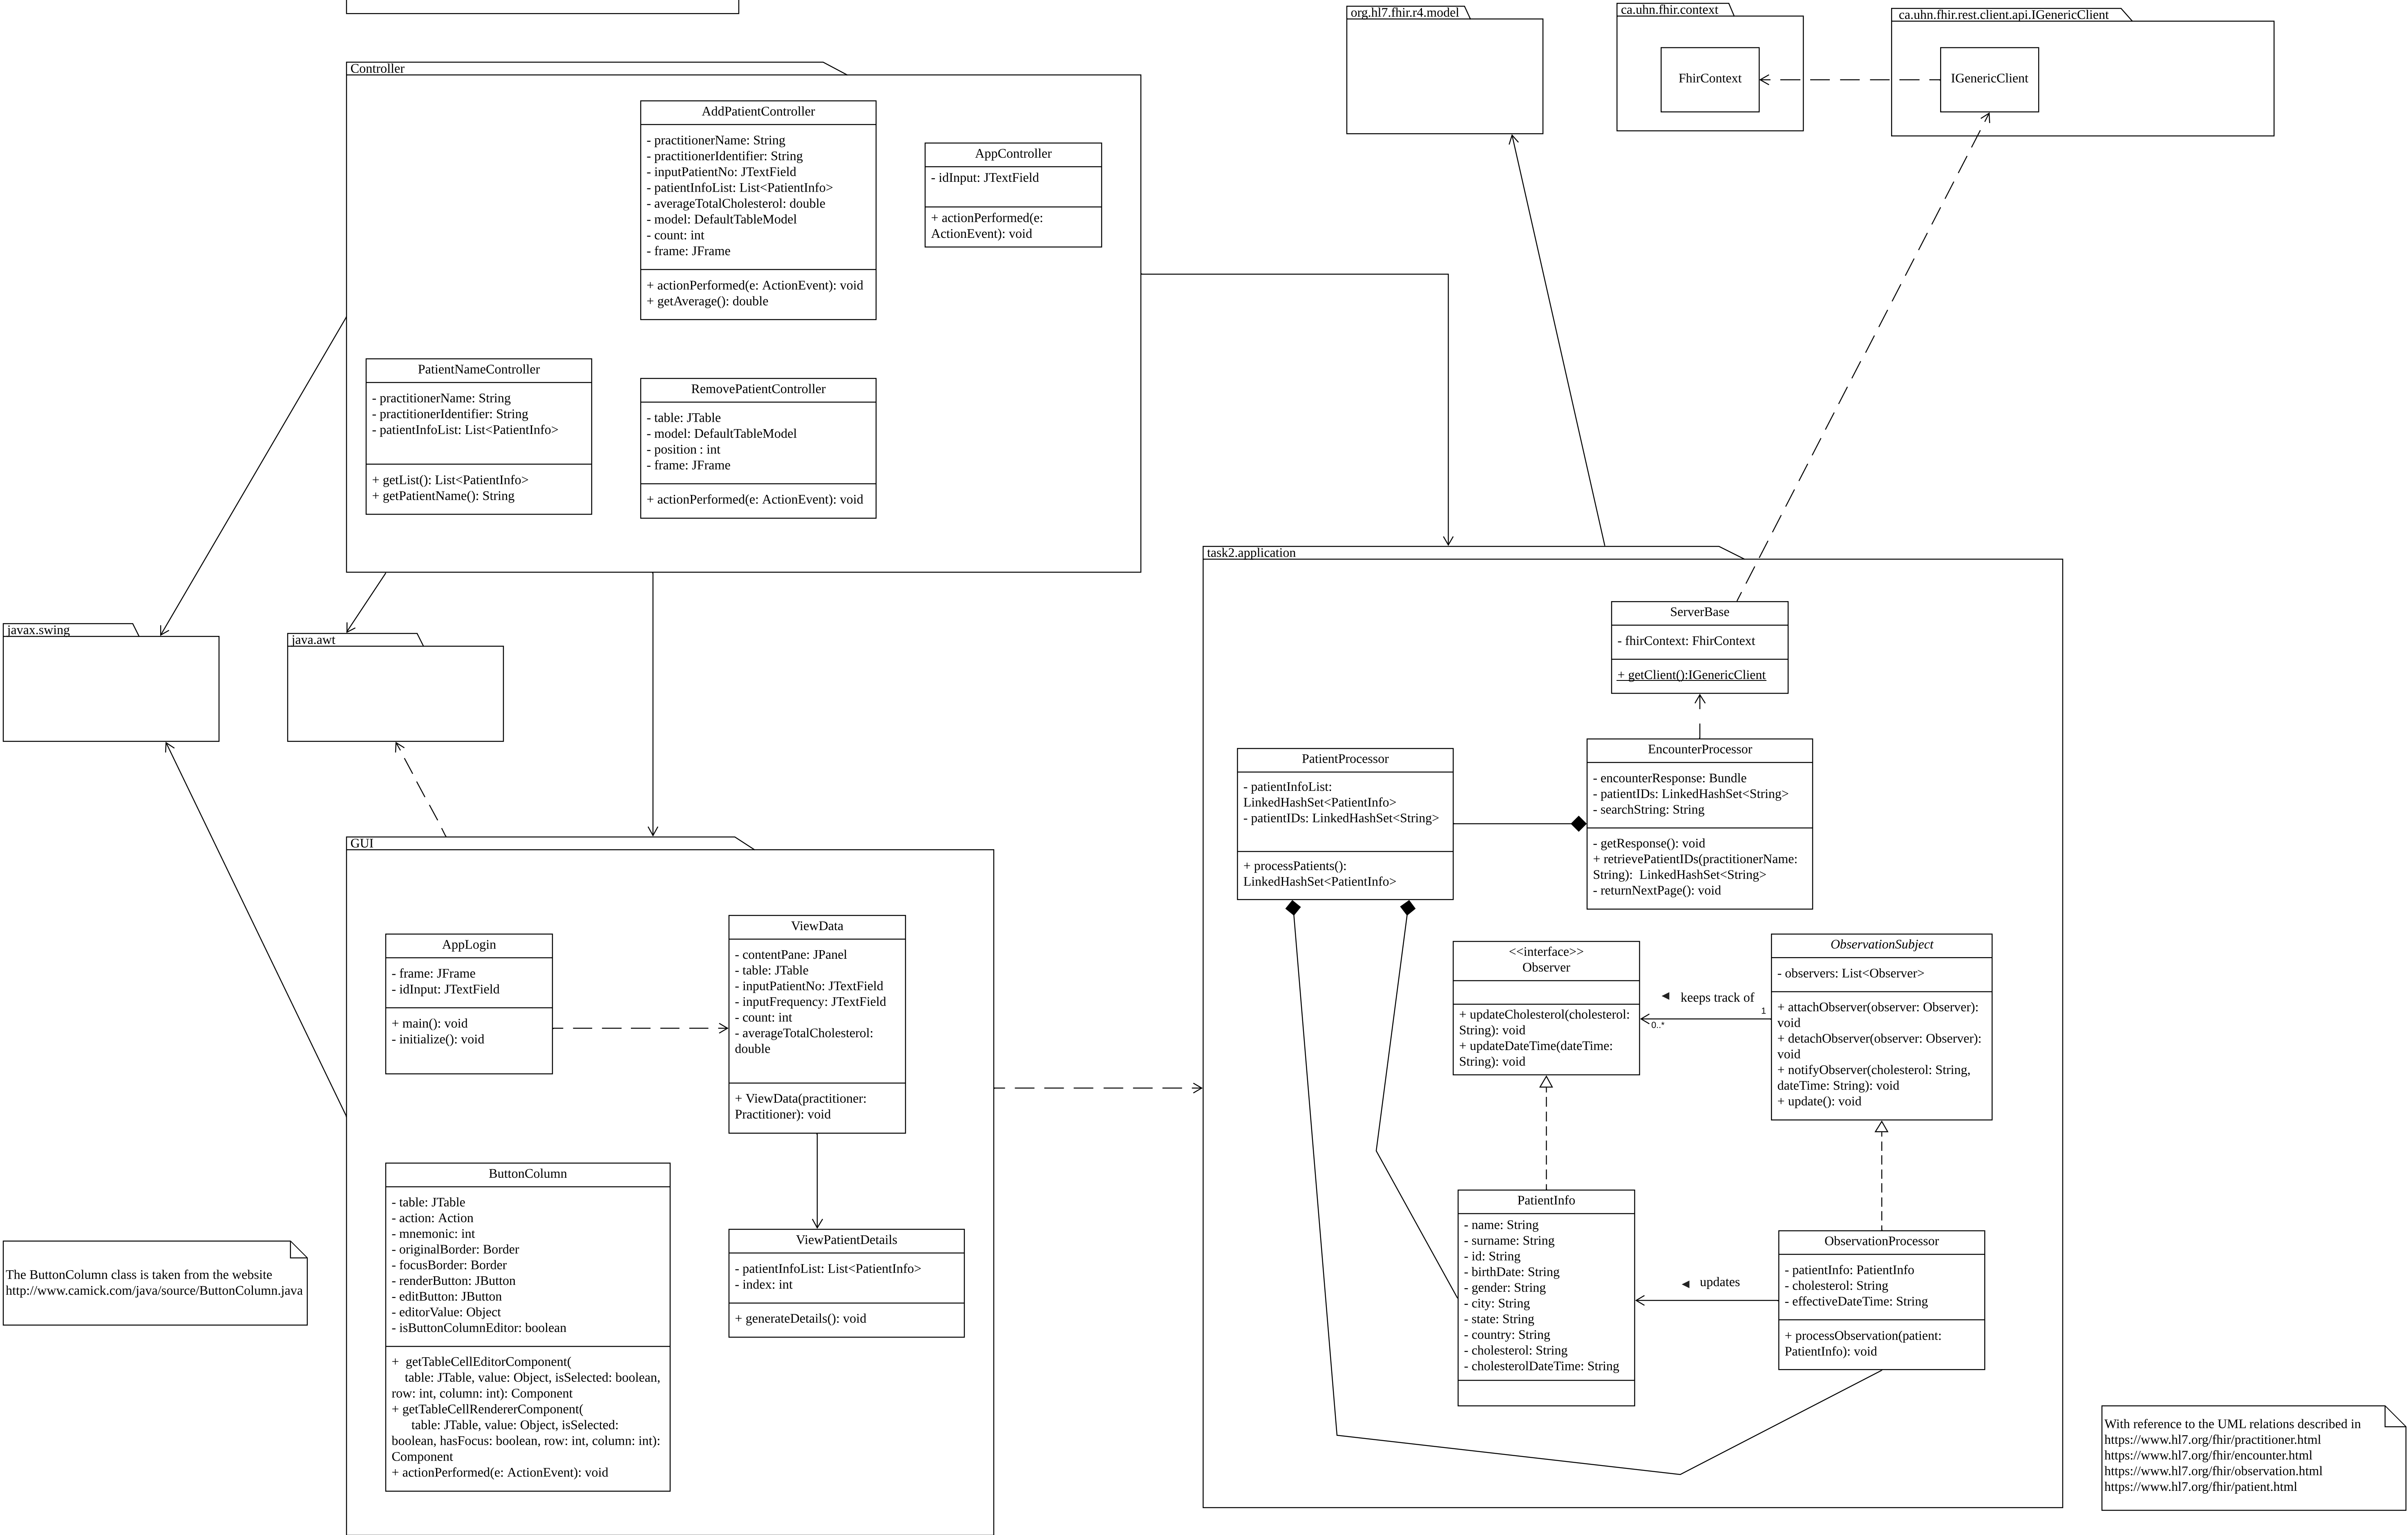 org.hl7.fhir.r4.model
ca.uhn.fhir.context
FhirContext
ca.uhn.fhir.rest.client.api.IGenericClient
IGenericClient
Controller
AddPatientController
- practitionerName: String
- practitionerIdentifier: String
- inputPatientNo: JTextField
- patientInfoList: List<PatientInfo>
- averageTotalCholesterol: double
- model: DefaultTableModel
- count: int
- frame: JFrame
+ actionPerformed(e: ActionEvent): void
+ getAverage(): double
AppController
- idInput: JTextField
+ actionPerformed(e:
ActionEvent): void
PatientNameController
- practitionerName: String
- practitionerIdentifier: String
- patientInfoList: List<PatientInfo>
+ getList(): List<PatientInfo>
+ getPatientName(): String
RemovePatientController
- table: JTable
- model: DefaultTableModel
- position : int
- frame: JFrame
+ actionPerformed(e: ActionEvent): void
javax.swing
java.awt
GUI
AppLogin
- frame: JFrame
- idInput: JTextField
+ main(): void
- initialize(): void
ViewData
- contentPane: JPanel
- table: JTable
- inputPatientNo: JTextField
- inputFrequency: JTextField
- count: int
- averageTotalCholesterol:
double
+ ViewData(practitioner:
Practitioner): void
ButtonColumn
- table: JTable
- action: Action
- mnemonic: int
- originalBorder: Border
- focusBorder: Border
- renderButton: JButton
- editButton: JButton
- editorValue: Object
- isButtonColumnEditor: boolean
+  getTableCellEditorComponent(
table: JTable, value: Object, isSelected: boolean,
row: int, column: int): Component
+ getTableCellRendererComponent(
table: JTable, value: Object, isSelected:
boolean, hasFocus: boolean, row: int, column: int):
Component
+ actionPerformed(e: ActionEvent): void
ViewPatientDetails
- patientInfoList: List<PatientInfo>
- index: int
+ generateDetails(): void
The ButtonColumn class is taken from the website
http://www.camick.com/java/source/ButtonColumn.java
task2.application
ServerBase
- fhirContext: FhirContext
+ getClient():IGenericClient
PatientProcessor
- patientInfoList:
LinkedHashSet<PatientInfo>
- patientIDs: LinkedHashSet<String>
+ processPatients():
LinkedHashSet<PatientInfo>
EncounterProcessor
- encounterResponse: Bundle
- patientIDs: LinkedHashSet<String>
- searchString: String
- getResponse(): void
+ retrievePatientIDs(practitionerName:
String):  LinkedHashSet<String>
- returnNextPage(): void
<<interface>>
Observer
+ updateCholesterol(cholesterol:
String): void
+ updateDateTime(dateTime:
String): void
◄ keeps track of
0..*
1
ObservationSubject
- observers: List<Observer>
+ attachObserver(observer: Observer):
void
+ detachObserver(observer: Observer):
void
+ notifyObserver(cholesterol: String,
dateTime: String): void
+ update(): void
PatientInfo
- name: String
- surname: String
- id: String
- birthDate: String
- gender: String
- city: String
- state: String
- country: String
- cholesterol: String
- cholesterolDateTime: String
◄ updates
ObservationProcessor
- patientInfo: PatientInfo
- cholesterol: String
- effectiveDateTime: String
+ processObservation(patient:
PatientInfo): void
With reference to the UML relations described in
https://www.hl7.org/fhir/practitioner.html
https://www.hl7.org/fhir/encounter.html
https://www.hl7.org/fhir/observation.html
https://www.hl7.org/fhir/patient.html